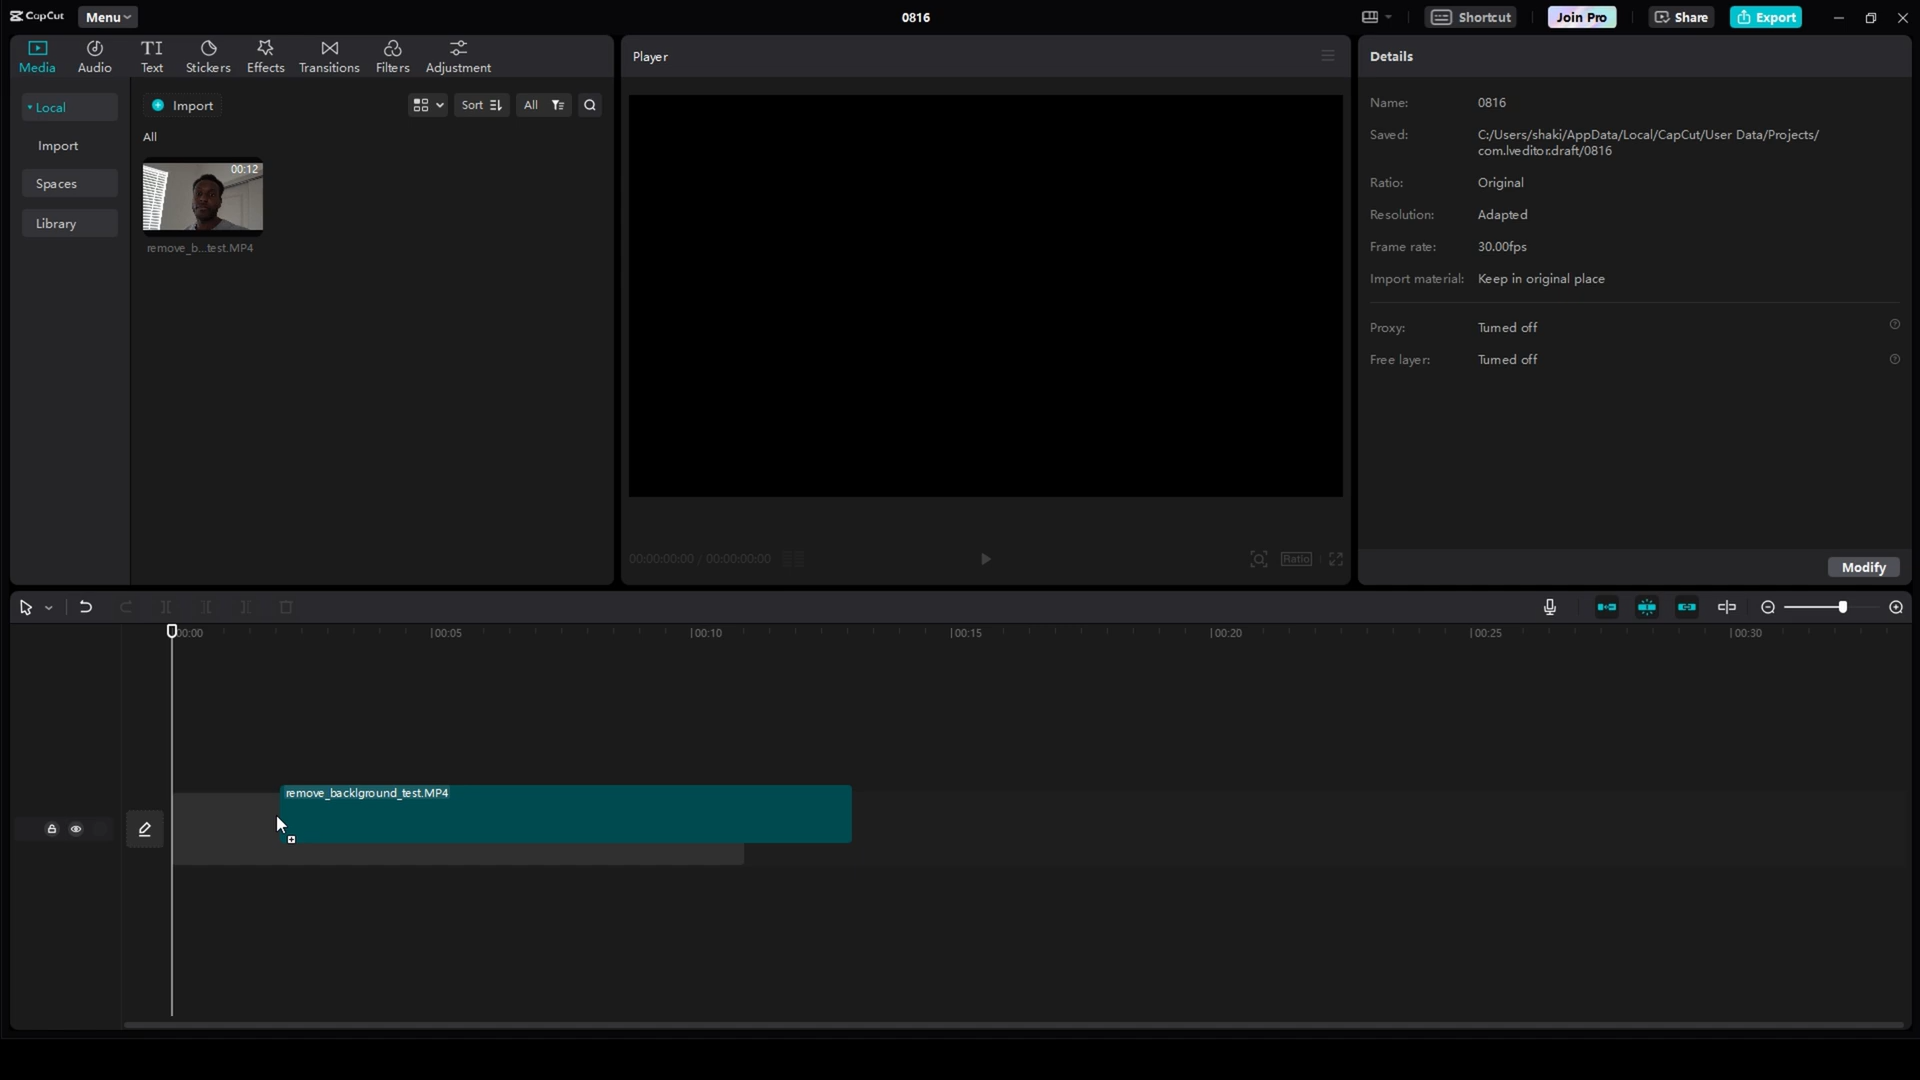 CapCut
Menu
0816
Shortcut
Join Pro
Share
Export
Media
Audio
TI
Text
Stickers
Effects
Transitions
Filters
Adjustment
Local
Import
Spaces
Library
Import
Sort
All
All
00:12
remove_b...test.MP4
Player
00:00:00:00 / 00:00:00:00
Ratio
Details
Name: 0816
Saved: C:/Users/shaki/AppData/Local/CapCut/User Data/Projects/
com.lveditor.draft/0816
Ratio: Original
Resolution: Adapted
Frame rate: 30.00fps
Import material: Keep in original place
Proxy: Turned off
Free layer: Turned off
Modify
00:00
00:05
00:10
00:15
00:20
00:25
00:30
remove_backlground_test.MP4